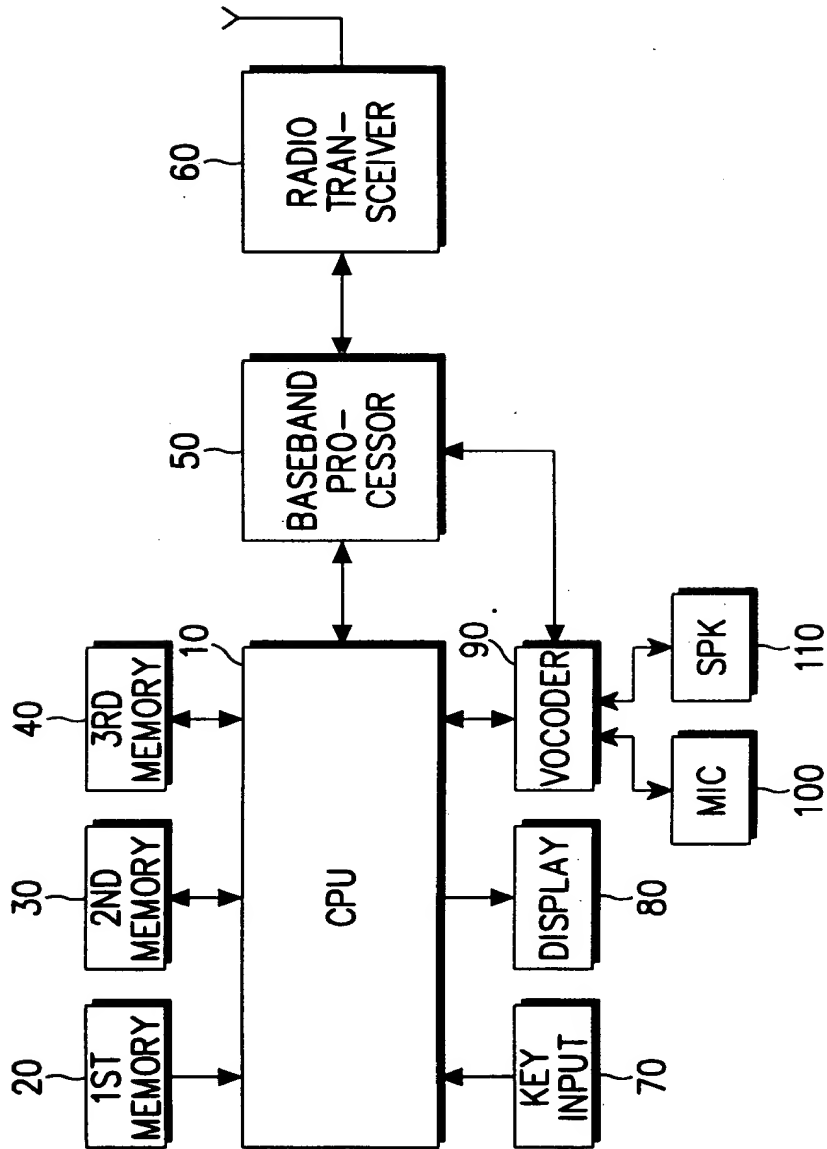 20
1ST
MEMORY
30
2ND
MEMORY
40
3RD
MEMORY
10
CPU
50
BASEBAND
PRO-
CESSOR
60
RADIO
TRAN-
SCEIVER
KEY
INPUT
70
DISPLAY
80
90
VOCODER
MIC
100
SPK
110